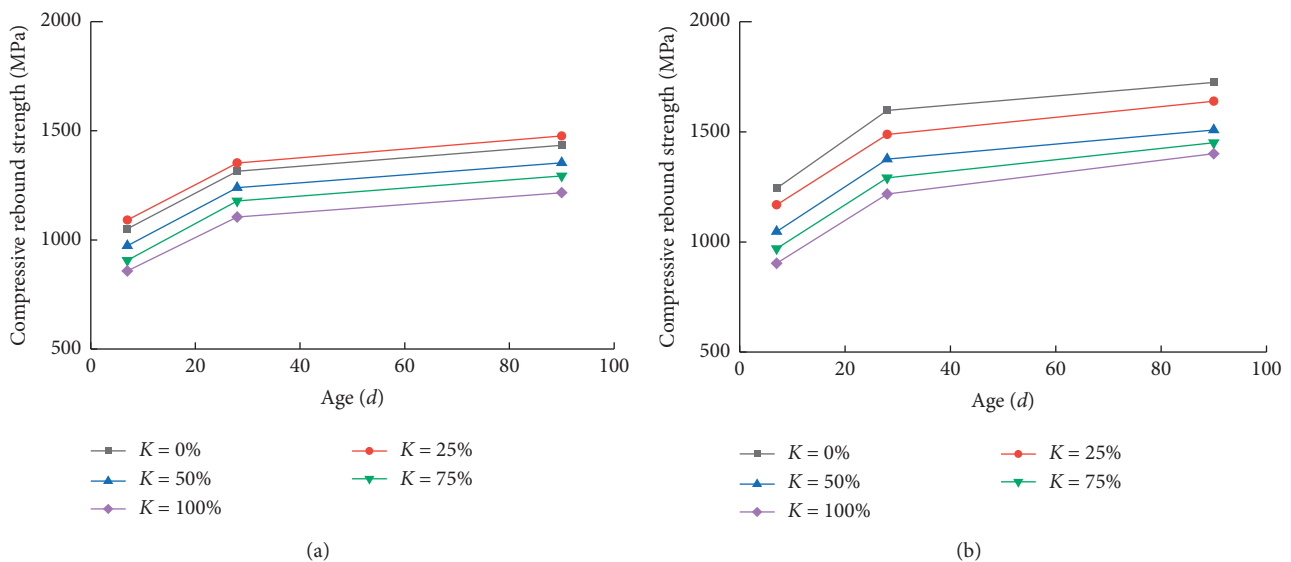 2000
1500
1000
500
Compressive rebound strength (MPa)
0 20 40 60 80 100
Age (d)
K = 0% K = 25%
K = 50% K = 75%
K = 100%
(a)
2000
1500
1000
500
Compressive rebound strength (MPa)
0 20 40 60 80 100
Age (d)
K = 0% K = 25%
K = 50% K = 75%
K = 100%
(b)